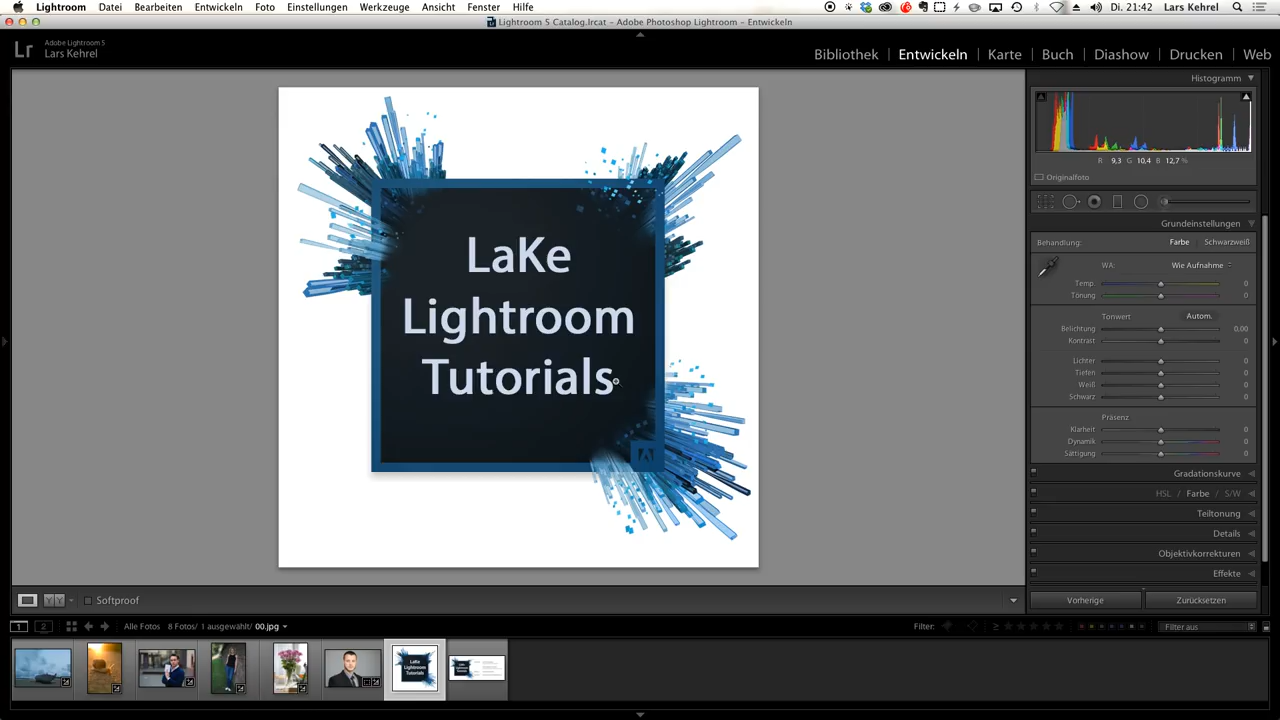 Lightroom Datei Bearbeiten Entwickeln Foto Einstellungen Werkzeuge Ansicht Fenster Hilfe Di. 21:42 Lars Kehrel
Lightroom 5 Catalog.lrcat – Adobe Photoshop Lightroom – Entwickeln
Lr Adobe Lightroom 5
Lars Kehrel
Bibliothek Entwickeln Karte Buch Diashow Drucken Web
Histogramm
R 9,3 G 10,4 B 12,7 %
Originalfoto
Grundeinstellungen
Behandlung: Farbe Schwarzweiß
WA: Wie Aufnahme
Temp. 0
Tönung 0
Tonwert Autom.
Belichtung 0,00
Kontrast 0
Lichter 0
Tiefen 0
Weiß 0
Schwarz 0
Präsenz
Klarheit 0
Dynamik 0
Sättigung 0
Gradationskurve
HSL / Farbe / S/W
Teiltonung
Details
Objektivkorrekturen
Effekte
Vorherige Zurücksetzen
LaKe
Lightroom
Tutorials
YY Softproof
1 2 Alle Fotos 8 Fotos/ 1 ausgewählt/ 00.jpg Filter: Filter aus
LaKe
Lightroom
Tutorials